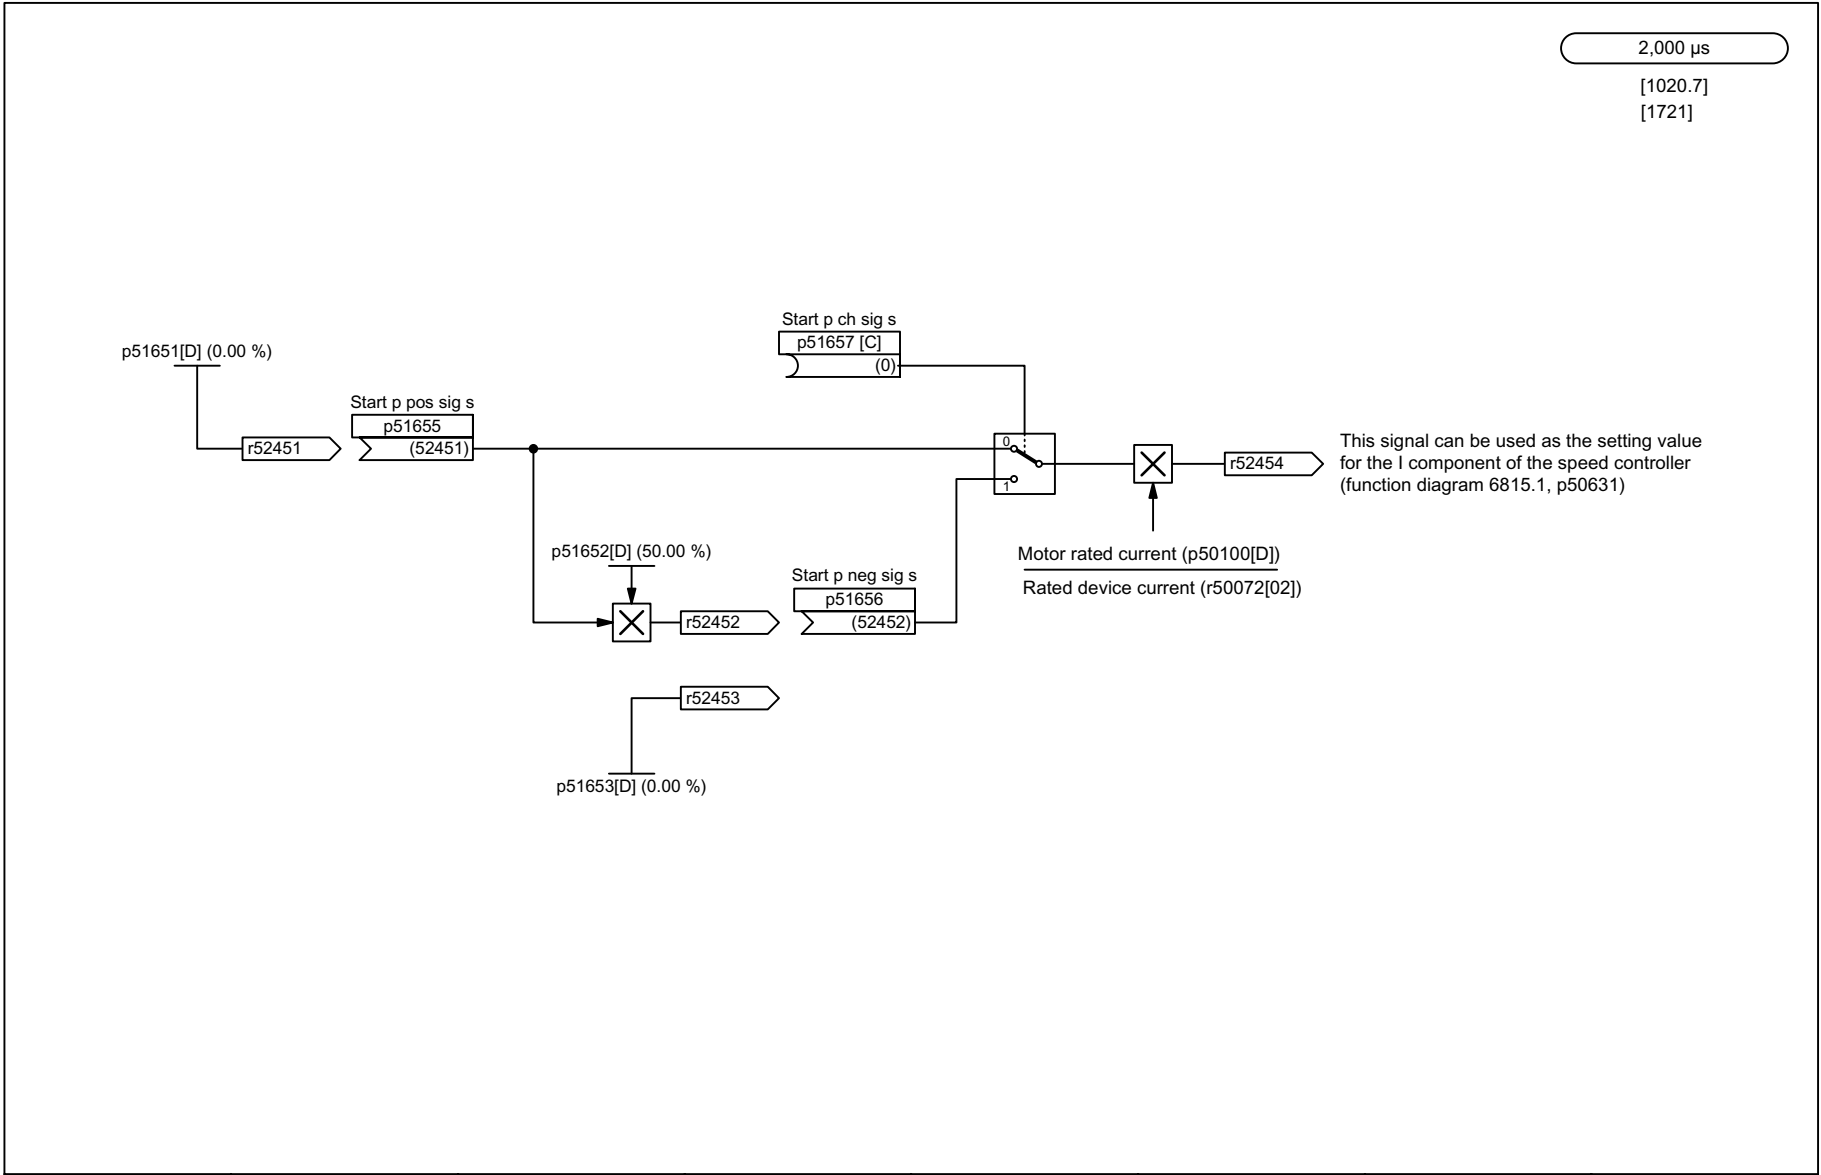 2,000 µs
[1020.7]
[1721]
Start p ch sig s
p51657 [C]
(0)
p51651[D] (0.00 %)
Start p pos sig s
p51655
r52451
(52451)
0
1
r52454
This signal can be used as the setting value
for the I component of the speed controller
(function diagram 6815.1, p50631)
p51652[D] (50.00 %)
Motor rated current (p50100[D])
Rated device current (r50072[02])
Start p neg sig s
p51656
r52452
(52452)
r52453
p51653[D] (0.00 %)